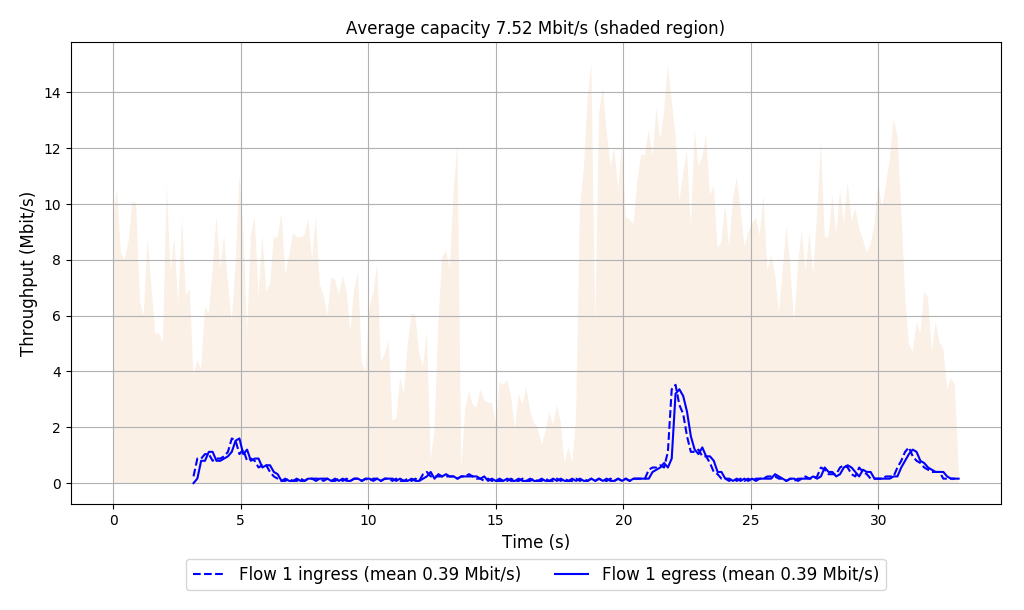 Average capacity 7.52 Mbit/s (shaded region)
14
12
10
8
6
4
2
0
Throughput (Mbit/s)
0 5 10 15 20 25 30
Time (s)
Flow 1 ingress (mean 0.39 Mbit/s) Flow 1 egress (mean 0.39 Mbit/s)